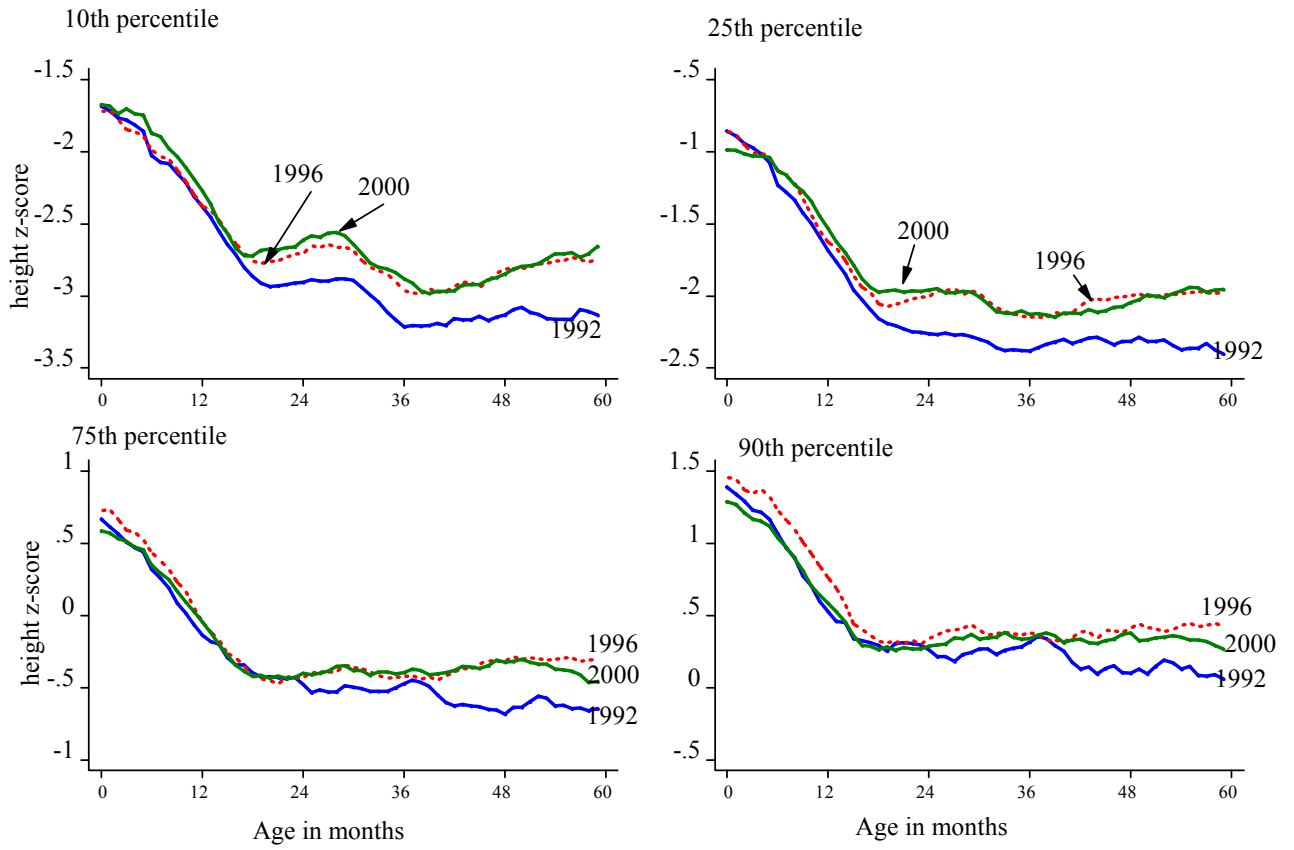 10th percentile
height z-score
-1.5
-2
-2.5
-3
-3.5
1996
2000
1992
0 12 24 36 48 60
25th percentile
-.5
-1
-1.5
-2
-2.5
2000
1996
1992
0 12 24 36 48 60
75th percentile
height z-score
1
.5
0
-.5
-1
1996
2000
1992
0 12 24 36 48 60
Age in months
90th percentile
1.5
1
.5
0
-.5
1996
2000
1992
0 12 24 36 48 60
Age in months